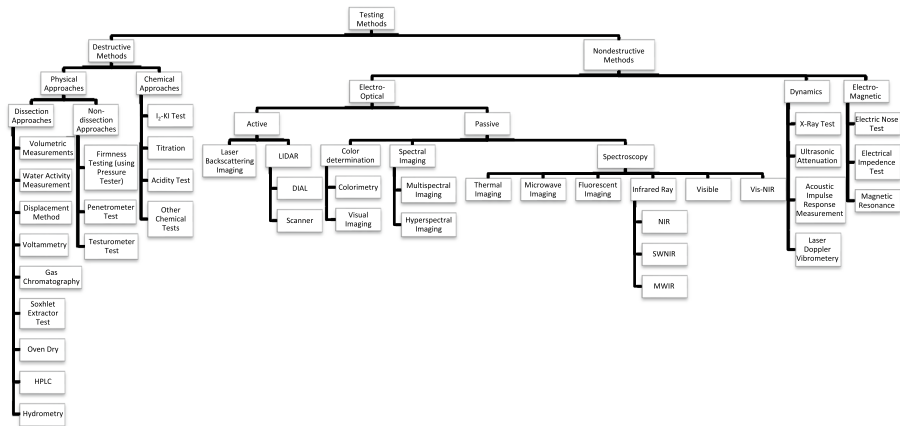 Testing
Methods
Destructive
Methods
Nondestructive
Methods
Physical
Approaches
Chemical
Approaches
Electro-
Optical
Dynamics
Electro-
Magnetic
Dissection
Approaches
Non-
dissection
Approaches
I2-KI Test
Titration
Acidity Test
Other
Chemical
Tests
Volumetric
Measurements
Water Activity
Measurement
Displacement
Method
Voltammetry
Gas
Chromatography
Soxhlet
Extractor
Test
Oven Dry
HPLC
Hydrometry
Firmness
Testing (using
Pressure
Tester)
Penetrometer
Test
Testurometer
Test
Active
Passive
Laser
Backscattering
Imaging
LIDAR
DIAL
Scanner
Color
determination
Colorimetry
Visual
Imaging
Spectral
Imaging
Multispectral
Imaging
Hyperspectral
Imaging
Spectroscopy
Thermal
Imaging
Microwave
Imaging
Fluorescent
Imaging
Infrared Ray
Visible
Vis-NIR
NIR
SWNIR
MWIR
X-Ray Test
Ultrasonic
Attenuation
Acoustic
Impulse
Response
Measurement
Laser
Doppler
Vibrometery
Electric Nose
Test
Electrical
Impedence
Test
Magnetic
Resonance